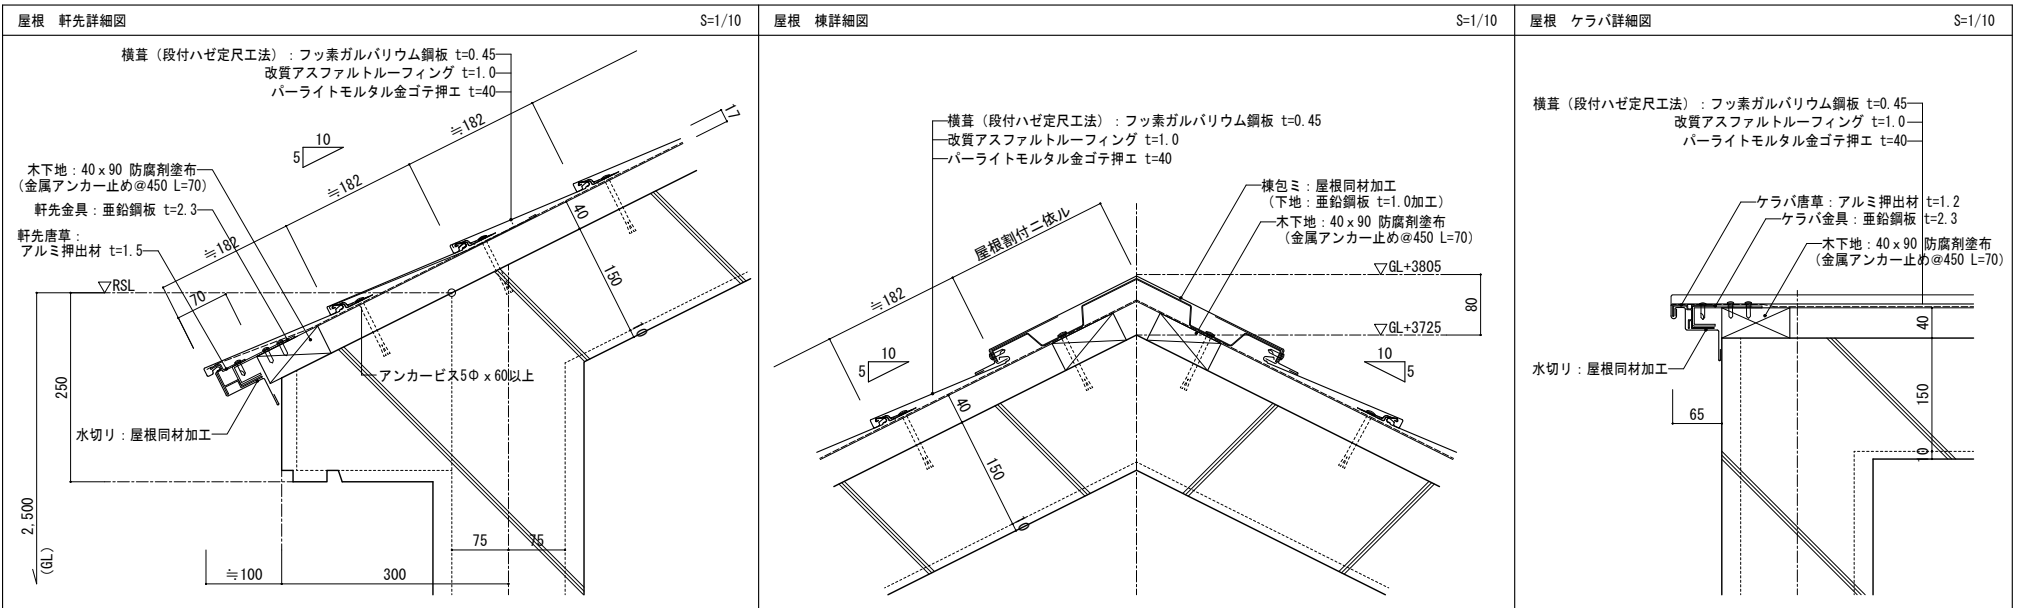 屋根 軒先詳細図 S=1/10
横葺（段付ハゼ定尺工法）：フッ素ガルバリウム鋼板 t=0.45
改質アスファルトルーフィング t=1.0
パーライトモルタル金ゴテ押エ t=40
17
≒182
10
5
≒182
木下地：40ｘ90 防腐剤塗布
（金属アンカー止め@450 L=70）
軒先金具：亜鉛鋼板 t=2.3
40
軒先唐草：
アルミ押出材 t=1.5
≒182
150
▽RSL
70
アンカービス5Φｘ60以上
250
水切リ：屋根同材加工
10
2,500
(GL)
75
75
≒100
300
屋根 棟詳細図 S=1/10
横葺（段付ハゼ定尺工法）：フッ素ガルバリウム鋼板 t=0.45
改質アスファルトルーフィング t=1.0
パーライトモルタル金ゴテ押エ t=40
棟包ミ：屋根同材加工
（下地：亜鉛鋼板 t=1.0加工）
木下地：40ｘ90 防腐剤塗布
（金属アンカー止め@450 L=70）
屋根割付ニ依ル
▽GL+3805
≒182
80
▽GL+3725
10
5
10
5
40
150
10
屋根 ケラバ詳細図 S=1/10
横葺（段付ハゼ定尺工法）：フッ素ガルバリウム鋼板 t=0.45
改質アスファルトルーフィング t=1.0
パーライトモルタル金ゴテ押エ t=40
ケラバ唐草：アルミ押出材 t=1.2
ケラバ金具：亜鉛鋼板 t=2.3
木下地：40ｘ90 防腐剤塗布
（金属アンカー止め@450 L=70）
40
水切リ：屋根同材加工
150
65
10